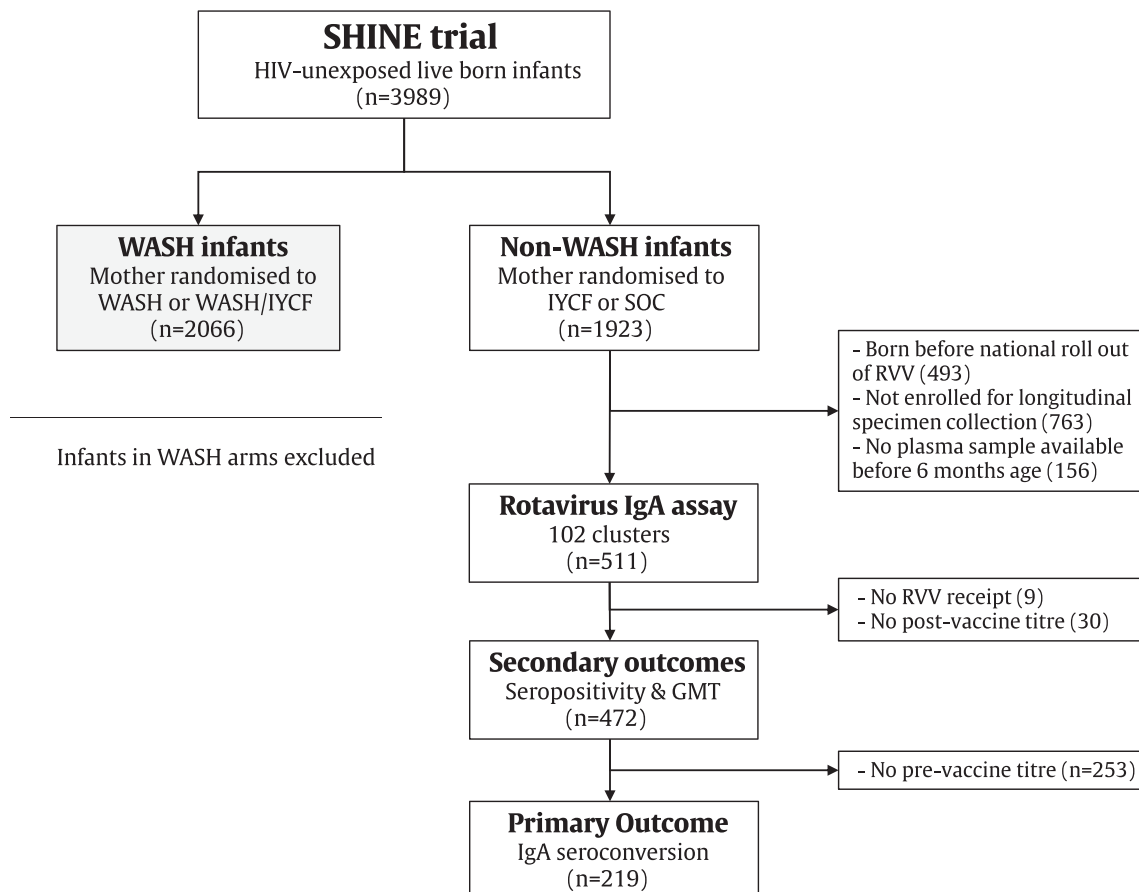 SHINE trial
HIV-unexposed live born infants
(n=3989)
WASH infants
Mother randomised to
WASH or WASH/IYCF
(n=2066)
Non-WASH infants
Mother randomised to
IYCF or SOC
(n=1923)
- Born before national roll out
of RVV (493)
- Not enrolled for longitudinal
specimen collection (763)
- No plasma sample available
before 6 months age (156)
Infants in WASH arms excluded
Rotavirus IgA assay
102 clusters
(n=511)
- No RVV receipt (9)
- No post-vaccine titre (30)
Secondary outcomes
Seropositivity & GMT
(n=472)
- No pre-vaccine titre (n=253)
Primary Outcome
IgA seroconversion
(n=219)